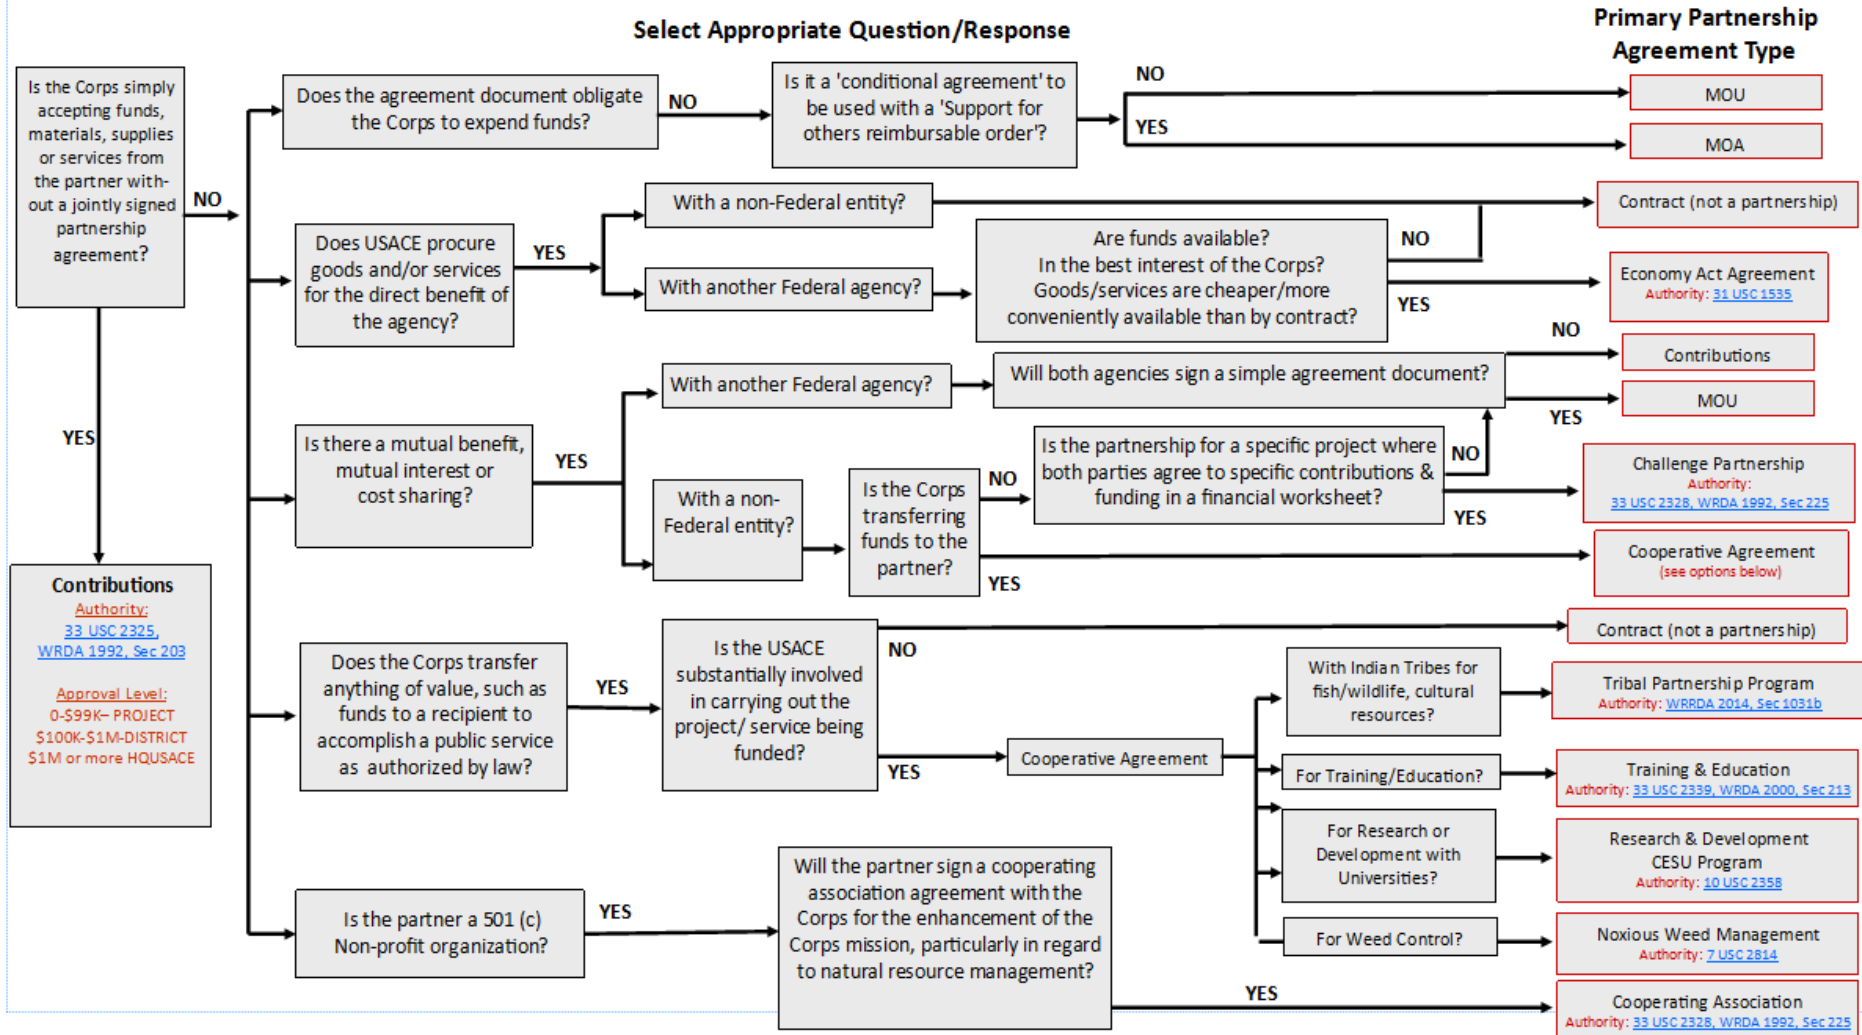 Select Appropriate Question/Response
Primary Partnership
Agreement Type
Is the Corps simply
accepting funds,
materials, supplies
or services from
the partner with-
out a jointly signed
partnership
agreement?
NO
YES
Contributions
Authority:
33 USC 2325,
WRDA 1992, Sec 203
Approval Level:
0-$99K– PROJECT
$100K-$1M-DISTRICT
$1M or more HQUSACE
Does the agreement document obligate
the Corps to expend funds?
NO
Is it a 'conditional agreement' to
be used with a 'Support for
others reimbursable order'?
NO
YES
MOU
MOA
Does USACE procure
goods and/or services
for the direct benefit of
the agency?
YES
With a non-Federal entity?
With another Federal agency?
Are funds available?
In the best interest of the Corps?
Goods/services are cheaper/more
conveniently available than by contract?
NO
YES
Contract (not a partnership)
Economy Act Agreement
Authority: 31 USC 1535
Is there a mutual benefit,
mutual interest or
cost sharing?
YES
With another Federal agency?
Will both agencies sign a simple agreement document?
NO
YES
Contributions
MOU
With a non-
Federal entity?
Is the Corps
transferring
funds to the
partner?
NO
YES
Is the partnership for a specific project where
both parties agree to specific contributions &
funding in a financial worksheet?
NO
YES
Challenge Partnership
Authority:
33 USC 2328, WRDA 1992, Sec 225
Cooperative Agreement
(see options below)
Does the Corps transfer
anything of value, such as
funds to a recipient to
accomplish a public service
as authorized by law?
YES
Is the USACE
substantially involved
in carrying out the
project/ service being
funded?
NO
YES
Contract (not a partnership)
Cooperative Agreement
With Indian Tribes for
fish/wildlife, cultural
resources?
Tribal Partnership Program
Authority: WRRDA 2014, Sec 1031b
For Training/Education?
Training & Education
Authority: 33 USC 2339, WRDA 2000, Sec 213
For Research or
Development with
Universities?
Research & Development
CESU Program
Authority: 10 USC 2358
For Weed Control?
Noxious Weed Management
Authority: 7 USC 2814
Is the partner a 501 (c)
Non-profit organization?
YES
Will the partner sign a cooperating
association agreement with the
Corps for the enhancement of the
Corps mission, particularly in regard
to natural resource management?
YES
Cooperating Association
Authority: 33 USC 2328, WRDA 1992, Sec 225